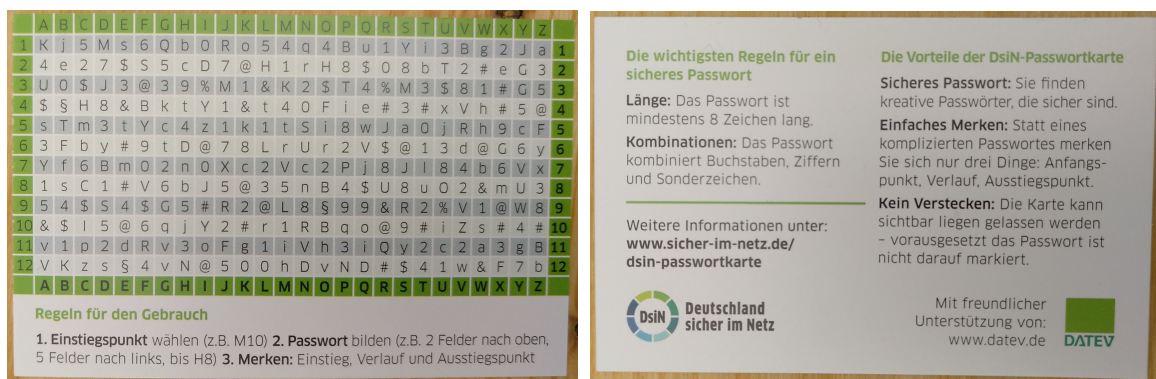 A B C D E F G H I J K L M N O P Q R S T U V W X Y Z
1 K j 5 M s 6 Q b 0 R o 5 4 q 4 B u 1 Y i 3 B g 2 J a 1
2 4 e 2 7 $ S 5 c D 7 @ H 1 r H 8 $ 0 8 b T 2 # e G 3 2
3 U 0 $ J 3 @ 3 9 % M 1 & K 2 $ T 4 % M 3 $ 8 1 # G 5 3
4 $ § H 8 & B k t Y 1 & t 4 0 F i e # 3 # x V h # 5 @ 4
5 s T m 3 t Y c 4 z 1 k 1 t S i 8 w J a 0 j R h 9 c F 5
6 3 F b y # 9 t D @ 7 8 L r U r 2 V $ @ 1 3 d @ G 6 y 6
7 Y f 6 B m 0 2 n 0 X c 2 V c 2 P j 8 J l 8 4 b 6 V x 7
8 1 s C 1 # V 6 b J 5 @ 3 5 n B 4 $ U 8 u O 2 & m U 3 8
9 5 4 $ S 4 $ G 5 # R 2 @ L 8 § 9 9 & R 2 % V 1 @ W 8 9
10 & $ I 5 @ 6 q j Y 2 # r 1 R B q o @ 9 # i Z s # 4 # 10
11 v 1 p 2 d R v 3 o F g 1 i V h 3 i Q y 2 c 2 a 3 g B 11
12 V K z s § 4 v N @ 5 0 0 h D v N D # $ 4 1 w & F 7 b 12
A B C D E F G H I J K L M N O P Q R S T U V W X Y Z
Regeln für den Gebrauch
1. Einstiegspunkt wählen (z.B. M10) 2. Passwort bilden (z.B. 2 Felder nach oben,
5 Felder nach links, bis H8) 3. Merken: Einstieg, Verlauf und Ausstiegspunkt
Die wichtigsten Regeln für ein
sicheres Passwort
Länge: Das Passwort ist
mindestens 8 Zeichen lang.
Kombinationen: Das Passwort
kombiniert Buchstaben, Ziffern
und Sonderzeichen.
Weitere Informationen unter:
www.sicher-im-netz.de/
dsin-passwortkarte
DsiN
Deutschland
sicher im Netz
Die Vorteile der DsiN-Passwortkarte
Sicheres Passwort: Sie finden
kreative Passwörter, die sicher sind.
Einfaches Merken: Statt eines
komplizierten Passwortes merken
Sie sich nur drei Dinge: Anfangs-
punkt, Verlauf, Ausstiegspunkt.
Kein Verstecken: Die Karte kann
sichtbar liegen gelassen werden
– vorausgesetzt das Passwort ist
nicht darauf markiert.
Mit freundlicher
Unterstützung von:
www.datev.de
DATEV